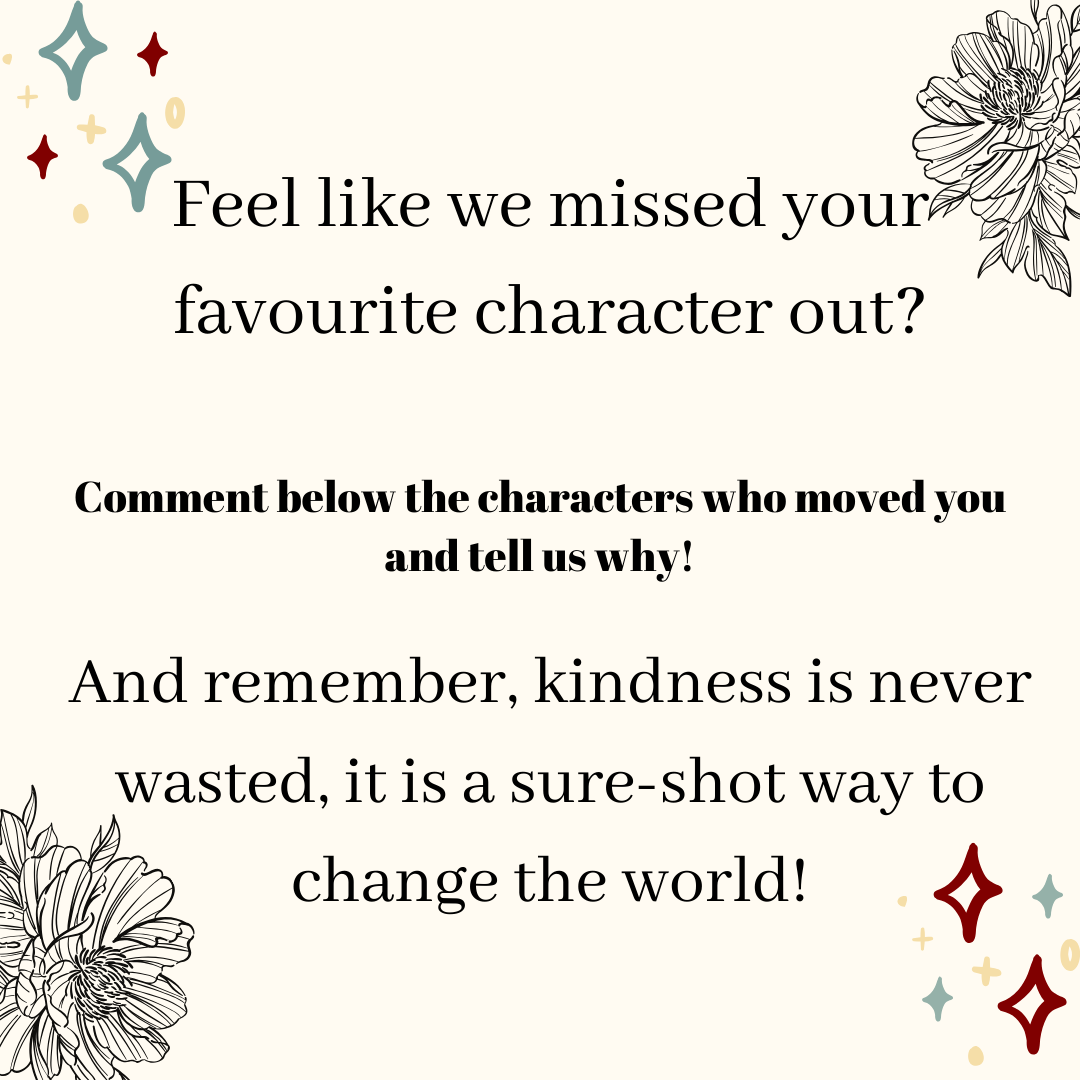 Feel like we missed your
favourite character out?
Comment below the characters who moved you
and tell us why!
And remember, kindness is never
wasted, it is a sure-shot way to
change the world!